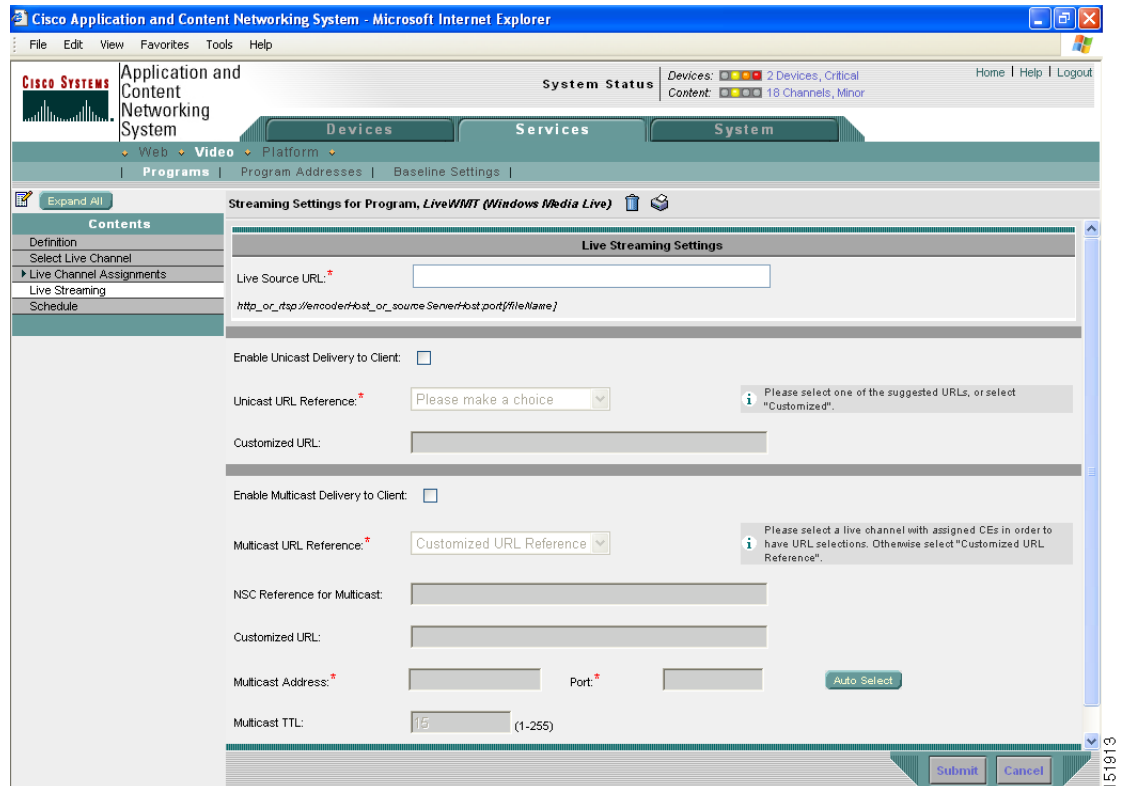 Cisco Application and Content Networking System - Microsoft Internet Explorer
File Edit View Favorites Tools Help
CISCO SYSTEMS
Application and
Content
Networking
System
System Status
Devices: 2 Devices, Critical
Content: 18 Channels, Minor
Home | Help | Logout
Devices Services System
Web Video Platform
| Programs | Program Addresses | Baseline Settings |
Expand All
Contents
Definition
Select Live Channel
Live Channel Assignments
Live Streaming
Schedule
Streaming Settings for Program, LiveWMT (Windows Media Live)
Live Streaming Settings
Live Source URL:*
http_or_rtsp://encoderHost_or_sourceServerHost:port[/fileName]
Enable Unicast Delivery to Client:
Unicast URL Reference:* Please make a choice
i Please select one of the suggested URLs, or select
"Customized".
Customized URL:
Enable Multicast Delivery to Client:
Multicast URL Reference:* Customized URL Reference
i Please select a live channel with assigned CEs in order to
have URL selections. Otherwise select "Customized URL
Reference".
NSC Reference for Multicast:
Customized URL:
Multicast Address:* Port:* Auto Select
Multicast TTL: 15 (1-255)
Submit Cancel
151913